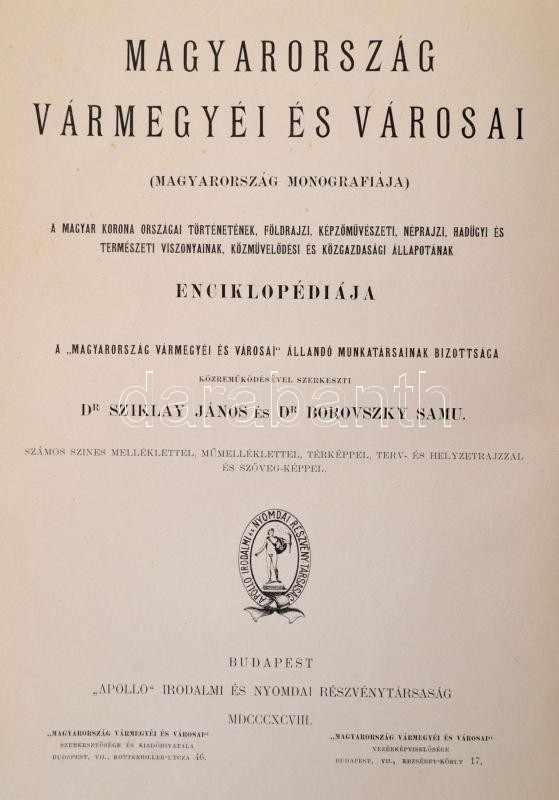 MAGYARORSZÁG
VÁRMEGYÉI ÉS VÁROSAI
(MAGYARORSZÁG MONOGRAFIÁJA)
A MAGYAR KORONA ORSZÁGAI TÖRTÉNETÉNEK, FÖLDRAJZI, KÉPZŐMŰVÉSZETI, NÉPRAJZI, HADÜGYI ÉS
TERMÉSZETI VISZONYAINAK, KÖZMŰVELŐDÉSI ÉS KÖZGAZDASÁGI ÁLLAPOTÁNAK
ENCIKLOPÉDIÁJA
A „MAGYARORSZÁG VÁRMEGYÉI ÉS VÁROSAI“ ÁLLANDÓ MUNKATÁRSAINAK BIZOTTSÁGA
KÖZREMŰKÖDÉSÉVEL SZERKESZTI
DR SZIKLAY JÁNOS ÉS DR BOROVSZKY SAMU.
darabanth
SZÁMOS SZINES MELLÉKLETTEL, MŰMELLÉKLETTEL, TÉRKÉPPEL, TERV- ÉS HELYZETRAJZZAL
ÉS SZÖVEG-KÉPPEL.
APOLLO IRODALMI ES NYOMDAI RÉSZVÉNYTÁRSASÁG
BUDAPEST
„APOLLO“ IRODALMI ÉS NYOMDAI RÉSZVÉNYTÁRSASÁG
MDCCCXCVIII.
„MAGYARORSZÁG VÁRMEGYÉI ÉS VÁROSAI“
SZERKESZTŐSÉGE ÉS KIADÓHIVATALA
BUDAPEST, VII., ROTTENBILLER-UTCZA 46.
„MAGYARORSZÁG VÁRMEGYÉI ÉS VÁROSAI“
VEZÉRKÉPVISELŐSÉGE
BUDAPEST, VII., ERZSÉBET-KÖRUT 17.